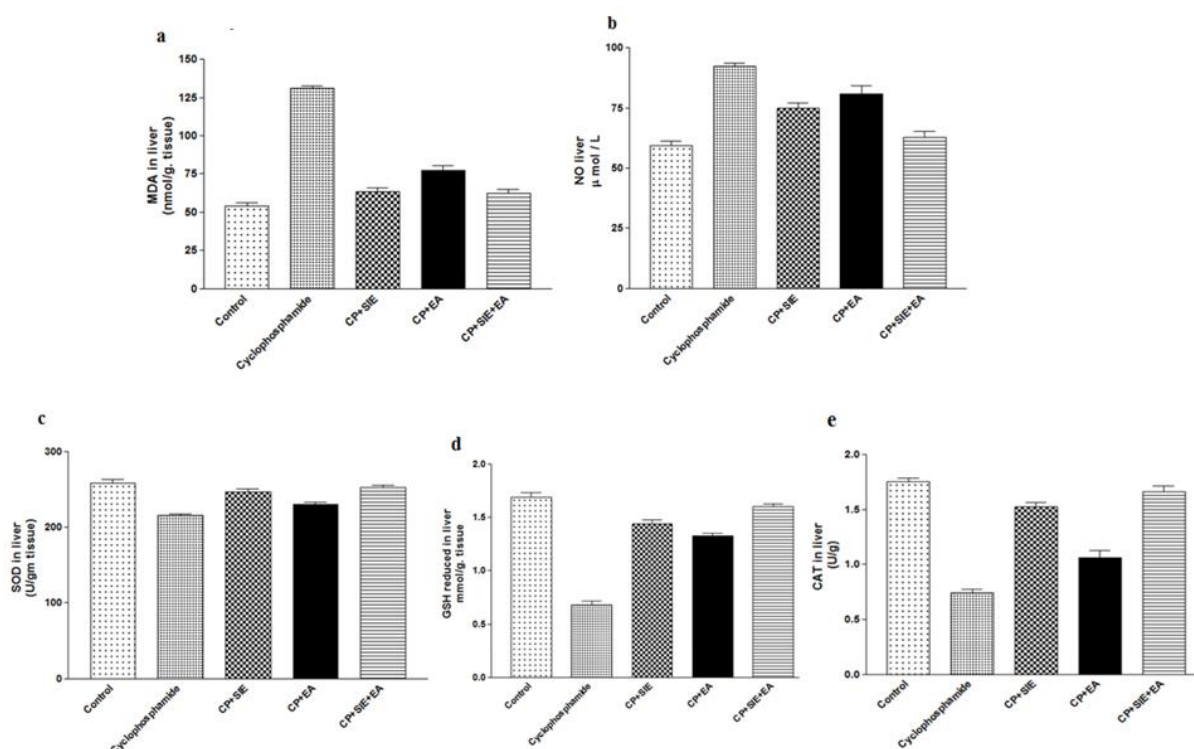 a
MDA in liver
(nmol/g. tissue)
150
125
100
75
50
25
0
Control
Cyclophosphamide
CP+SIE
CP+EA
CP+SIE+EA
b
NO liver
μ mol / L
100
75
50
25
0
Control
Cyclophosphamide
CP+SIE
CP+EA
CP+SIE+EA
c
SOD in liver
(U/gm tissue)
300
200
100
0
Control
Cyclophosphamide
CP+SIE
CP+EA
CP+SIE+EA
d
GSH reduced in liver
mmol/g. tissue
2.0
1.5
1.0
0.5
0.0
Control
Cyclophosphamide
CP+SIE
CP+EA
CP+SIE+EA
e
CAT in liver
(U/g)
2.0
1.5
1.0
0.5
0.0
Control
Cyclophosphamide
CP+SIE
CP+EA
CP+SIE+EA